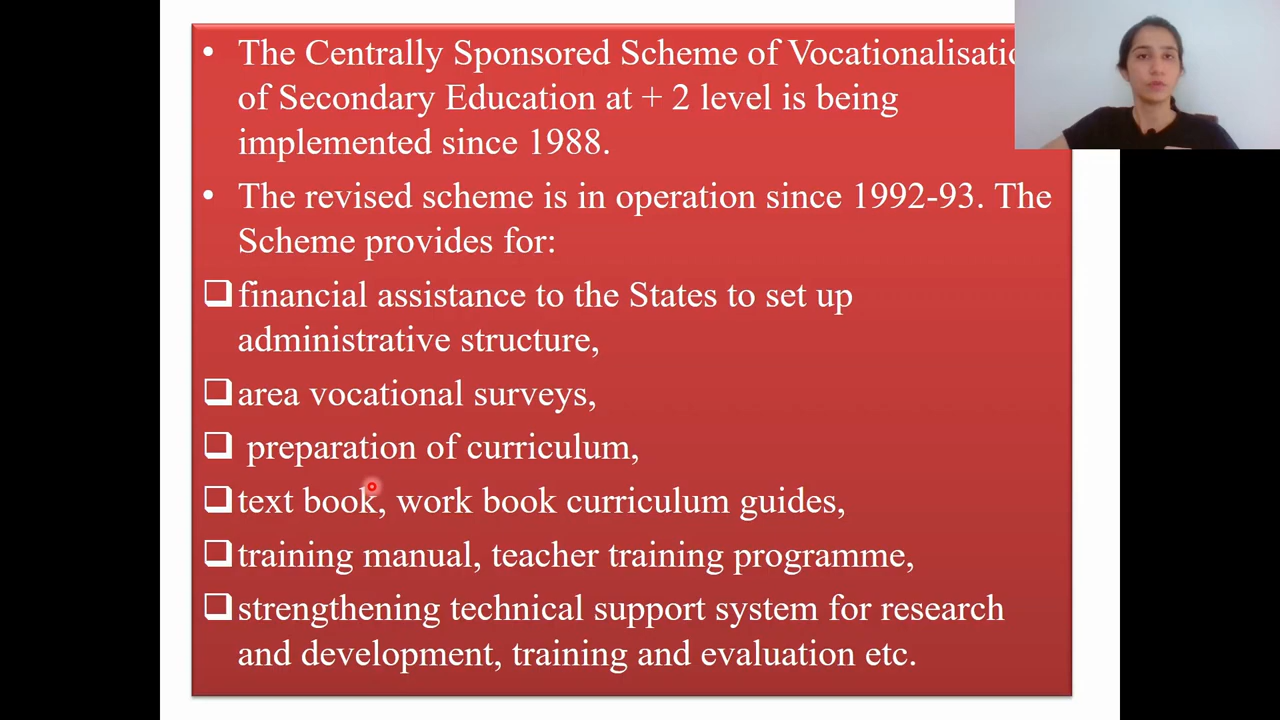 The Centrally Sponsored Scheme of
of Secondary Education at + 2 level is being
implemented since 1988.
The revised scheme is in operation since 1992-93. The
Scheme provides for:
financial assistance to the States to set up
administrative structure,
area vocational surveys,
preparation of curriculum,
text book, work book curriculum guides,
training manual, teacher training programme,
strengthening technical support system for research
and development, training and evaluation etc.